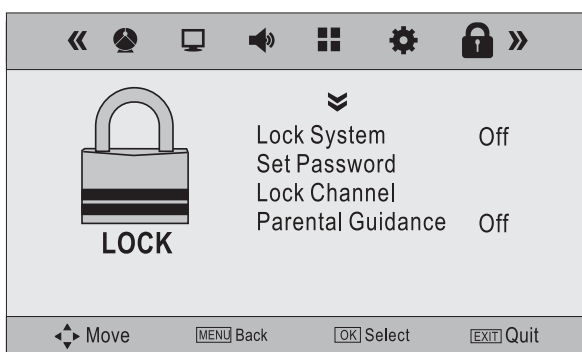 Lock System Off
Set Password
Lock Channel
Parental Guidance Off
LOCK
Move MENU Back OK Select EXIT Quit